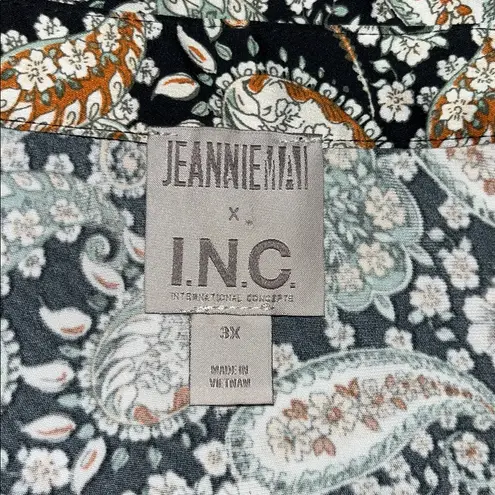 JEANNIEMAI
X
I.N.C.
INTERNATIONAL CONCEPTS
3X
MADE IN
VIETNAM